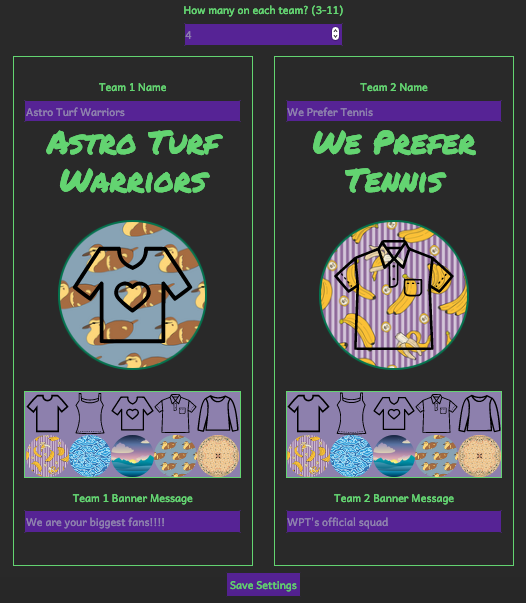 How many on each team? (3-11)
4
Team 1 Name
Astro Turf Warriors
Astro Turf
Warriors
Team 1 Banner Message
We are your biggest fans!!!!
Team 2 Name
We Prefer Tennis
We Prefer
Tennis
Team 2 Banner Message
WPT's official squad
Save Settings